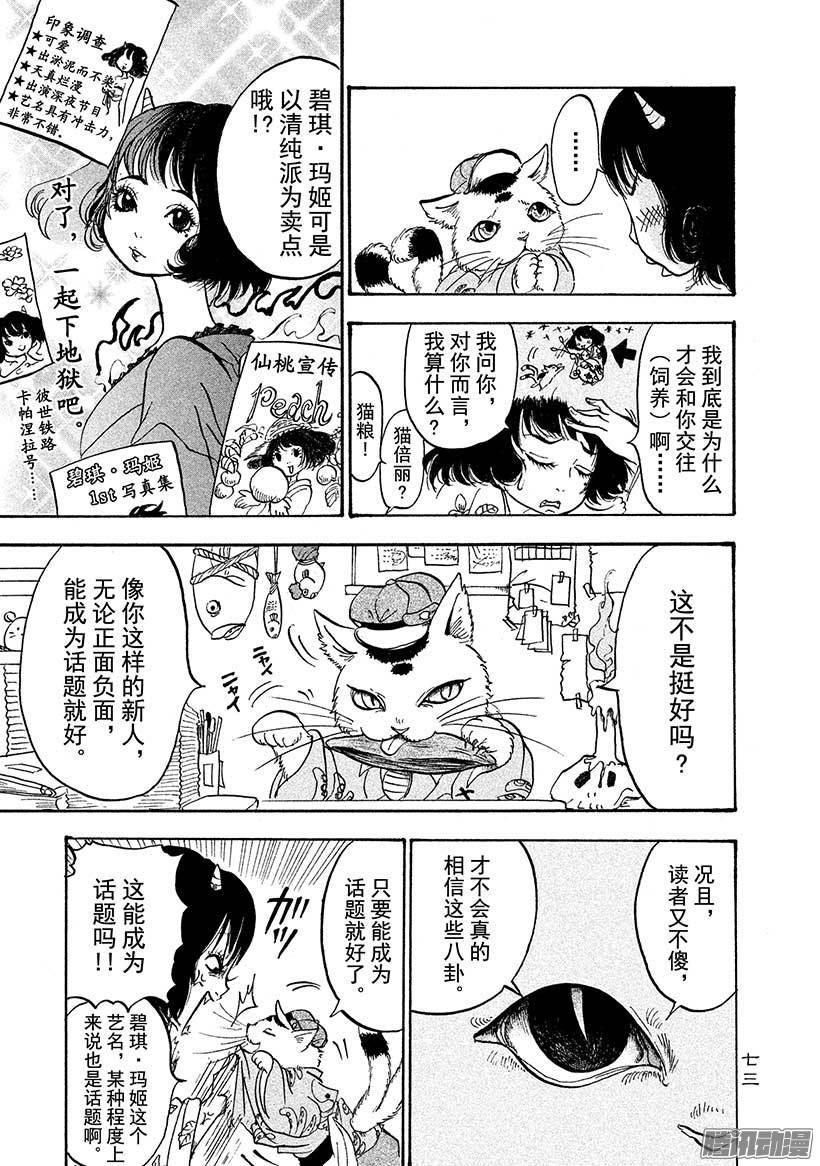 ……
我到底是为什么
才会和你交往
（饲养）啊……
我问你，
对你而言，
我算什么？
猫倍丽？
猫粮！
碧琪·玛姬可是
以清纯派为卖点
哦！？
印象调查
★可爱
★出淤泥而不染
★天真烂漫
★出演深夜节目
★艺名具有冲击力，
非常不错.
对了，一起下地狱吧。
彼世铁路
卡帕涅拉号……
仙桃宣传
Peach
碧琪·玛姬
1st写真集
这不是挺好吗？
ニャイ
ニャイ
像你这样的新人，
无论正面负面，
能成为话题就好。
况且，
读者又不傻，
才不会真的
相信这些八卦。
只要能成为
话题就好了。
ガッ
这能成为
话题吗！！
碧琪·玛姬这个
艺名，某种程度上
来说也是话题啊。
七三
腾讯动漫